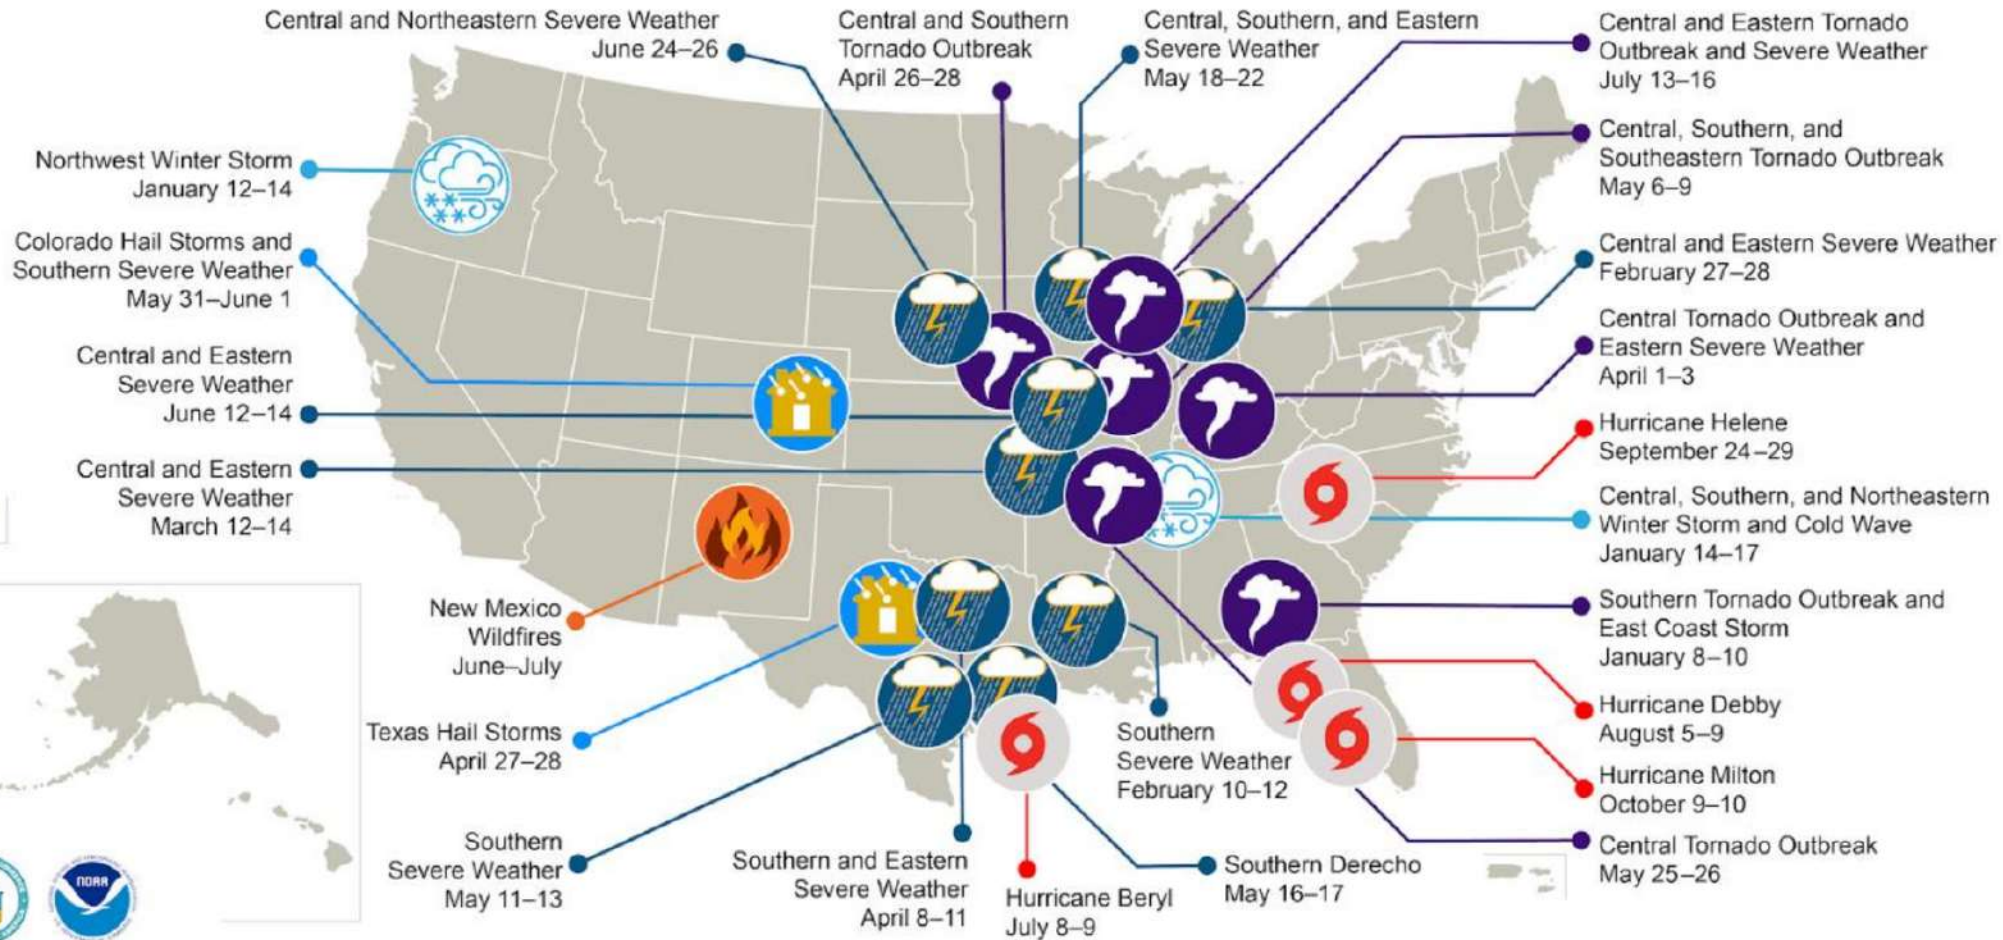 Central and Northeastern Severe Weather
June 24–26
Central and Southern
Tornado Outbreak
April 26–28
Central, Southern, and Eastern
Severe Weather
May 18–22
Central and Eastern Tornado
Outbreak and Severe Weather
July 13–16
Central, Southern, and
Southeastern Tornado Outbreak
May 6–9
Northwest Winter Storm
January 12–14
Colorado Hail Storms and
Southern Severe Weather
May 31–June 1
Central and Eastern Severe Weather
February 27–28
Central Tornado Outbreak and
Eastern Severe Weather
April 1–3
Central and Eastern
Severe Weather
June 12–14
Hurricane Helene
September 24–29
Central and Eastern
Severe Weather
March 12–14
Central, Southern, and Northeastern
Winter Storm and Cold Wave
January 14–17
New Mexico
Wildfires
June–July
Southern Tornado Outbreak and
East Coast Storm
January 8–10
Texas Hail Storms
April 27–28
Southern
Severe Weather
February 10–12
Hurricane Debby
August 5–9
Hurricane Milton
October 9–10
Southern
Severe Weather
May 11–13
Southern and Eastern
Severe Weather
April 8–11
Hurricane Beryl
July 8–9
Southern Derecho
May 16–17
Central Tornado Outbreak
May 25–26
NOAA